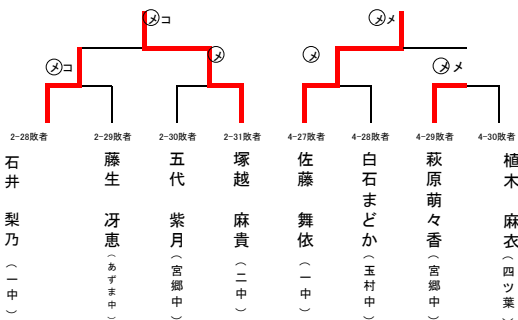 ㋱コ
㋱メ
㋱コ
㋱
㋱
㋱メ
2-28敗者
2-29敗者
2-30敗者
2-31敗者
4-27敗者
4-28敗者
4-29敗者
4-30敗者
石井 梨乃（一中）
藤生 冴恵（あずま中）
五代 紫月（宮郷中）
塚越 麻貴（二中）
佐藤 舞依（一中）
白石まどか（玉村中）
萩原萌々香（宮郷中）
植木 麻衣（四ツ葉）